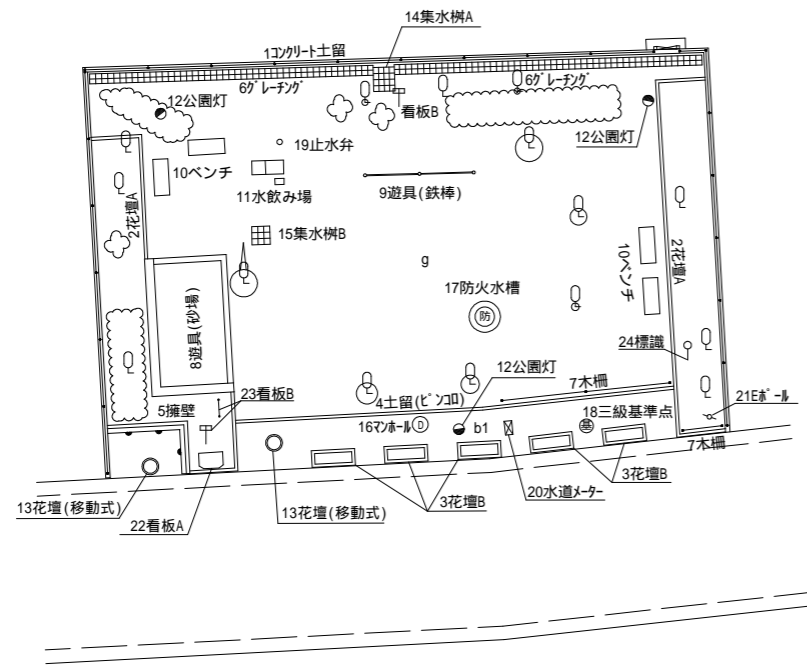 14集水桝A
1コンクリート土留
6グレーチング
6グレーチング
12公園灯
看板B
12公園灯
19止水弁
10ベンチ
11水飲み場
9遊具(鉄棒)
2花壇A
15集水桝B
2花壇A
10ベンチ
g
17防火水槽
防
8遊具(砂場)
24標識
12公園灯
7木柵
23看板B
4土留(ピンコロ)
21Eポール
5擁壁
16マンホール
D
b1
18三級基準点
基
7木柵
3花壇B
20水道メーター
3花壇B
13花壇(移動式)
13花壇(移動式)
22看板A